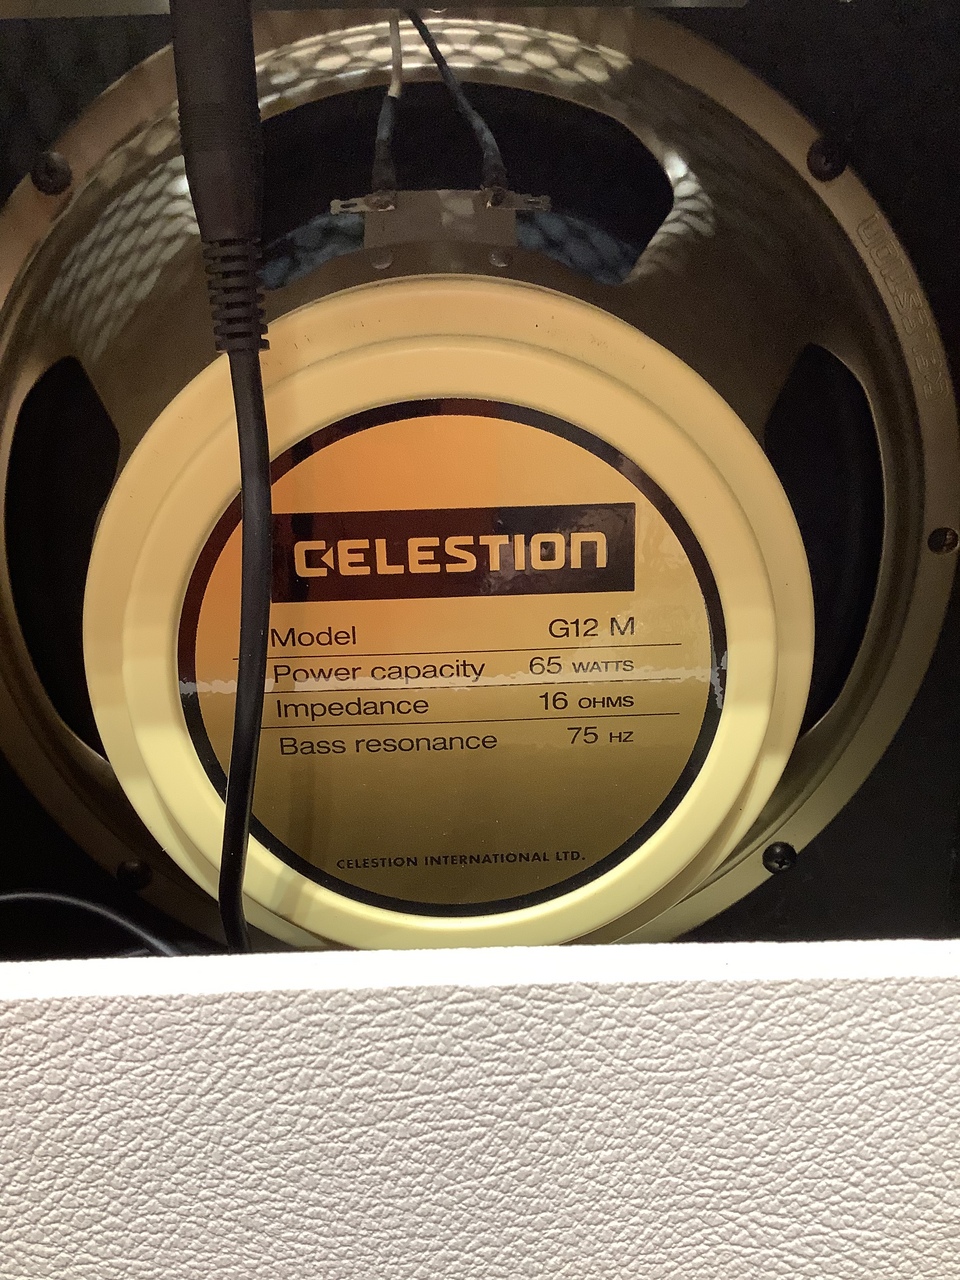 CELESTION
Model G12 M
Power capacity 65 WATTS
Impedance 16 OHMS
Bass resonance 75 HZ
CELESTION INTERNATIONAL LTD.